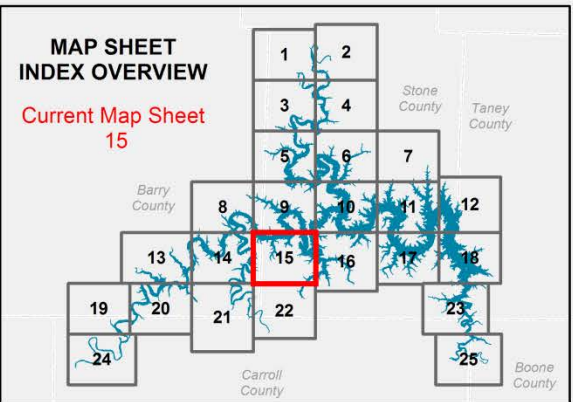 MAP SHEET
INDEX OVERVIEW
Current Map Sheet
15
1
2
3
4
Stone
County
Taney
County
5
6
7
Barry
County
8
9
10
11
12
13
14
15
16
17
18
19
20
21
22
23
24
25
Carroll
County
Boone
County